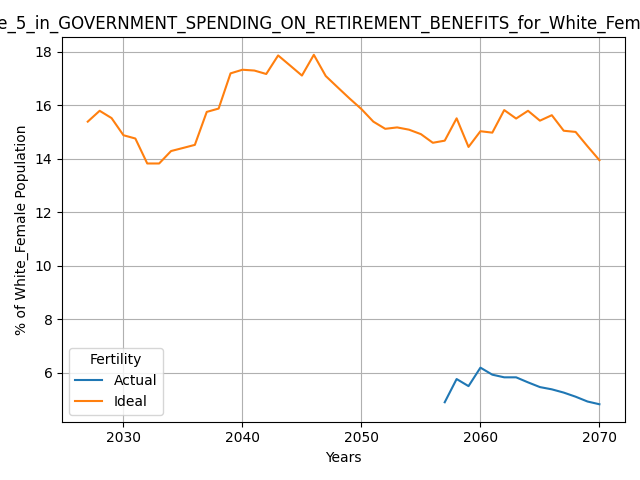 e_5_in_GOVERNMENT_SPENDING_ON_RETIREMENT_BENEFITS_for_White_Fem
18
16
14
12
10
8
6
% of White_Female Population
Fertility
Actual
Ideal
2030 2040 2050 2060 2070
Years